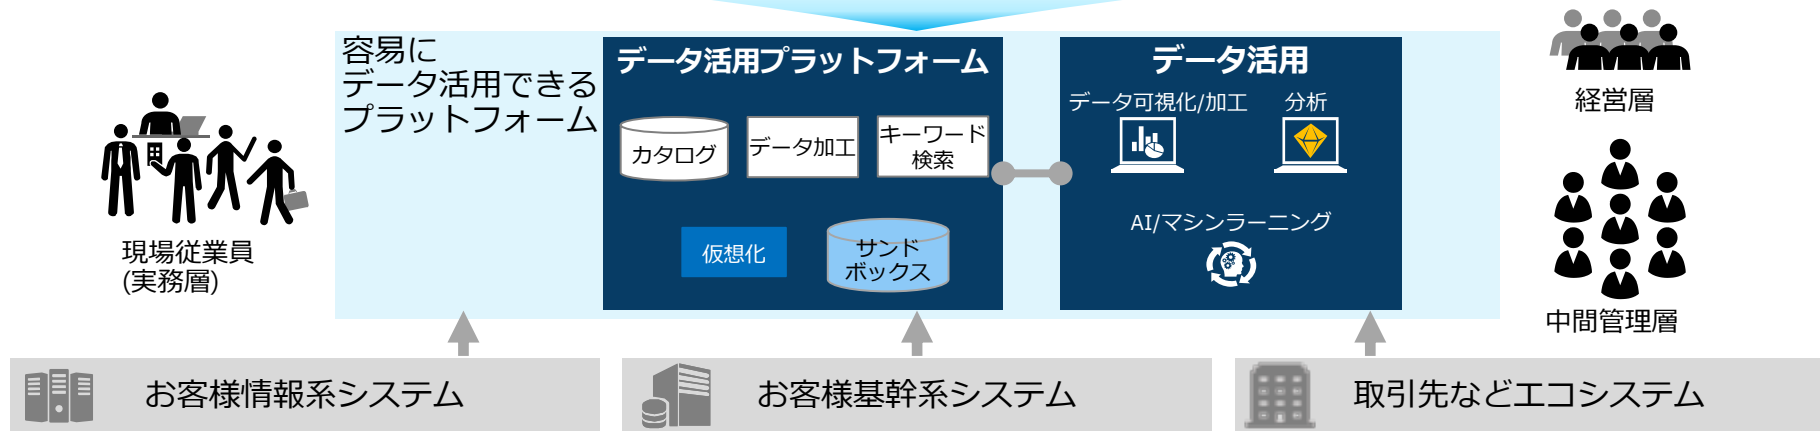 容易に
データ活用できる
プラットフォーム
データ活用プラットフォーム
カタログ
データ加工
キーワード
検索
仮想化
サンド
ボックス
データ活用
データ可視化/加工
分析
AI/マシンラーニング
経営層
中間管理層
現場従業員
(実務層)
お客様情報系システム
お客様基幹系システム
取引先などエコシステム